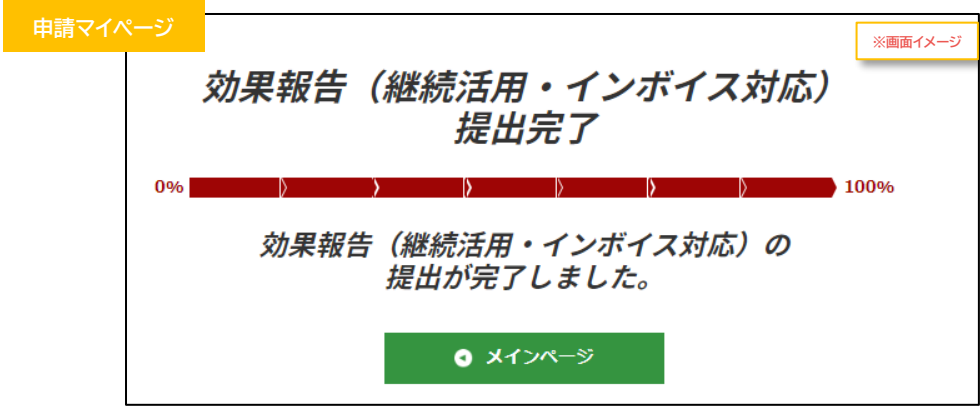 申請マイページ
※画面イメージ
効果報告（継続活用・インボイス対応）
提出完了
0%
100%
効果報告（継続活用・インボイス対応）の
提出が完了しました。
メインページ